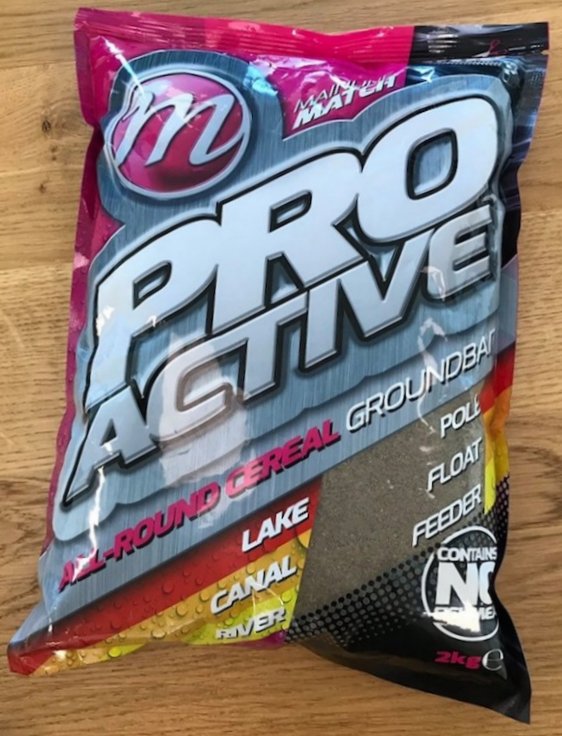 m
MAINLINE
MATCH
PRO
ACTIVE
ALL-ROUND CEREAL GROUNDBAI
LAKE
CANAL
RIVER
POLE
FLOAT
FEEDER
CONTAINS
NO
2kg e